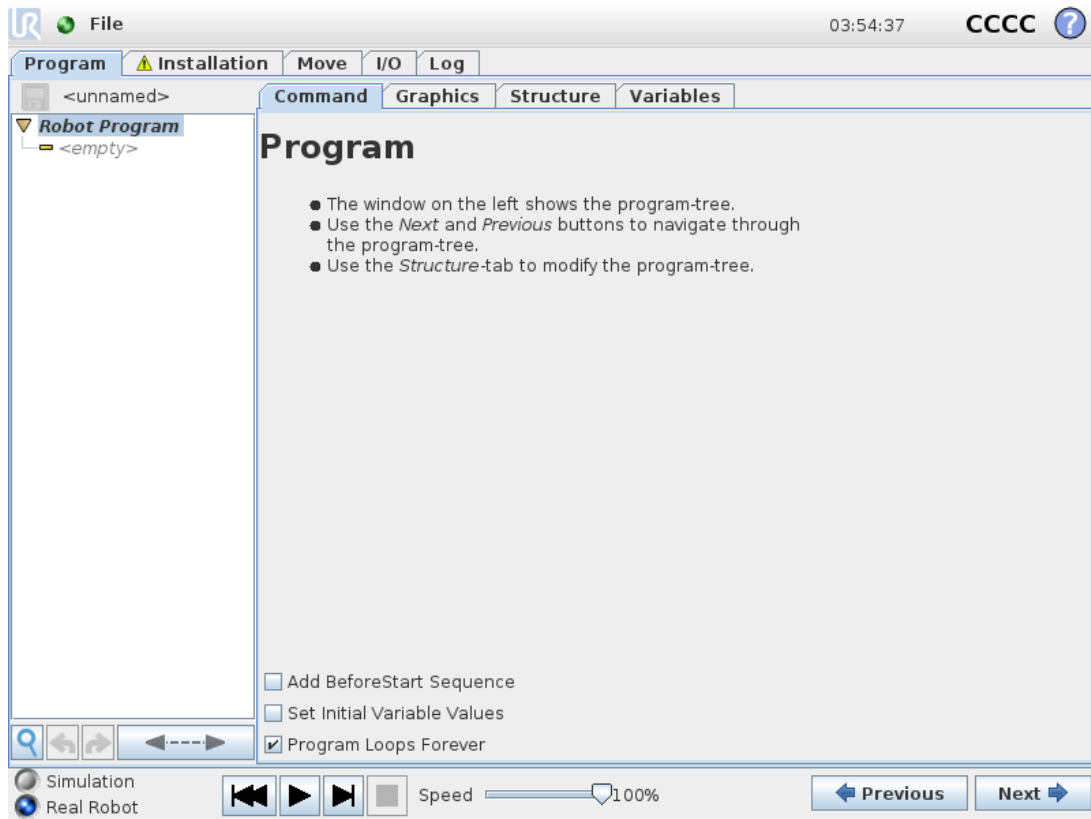 UR File 03:54:37 CCCC ?
Program Installation Move I/O Log
<unnamed> Command Graphics Structure Variables
Robot Program
<empty>
Program
The window on the left shows the program-tree.
Use the Next and Previous buttons to navigate through
the program-tree.
Use the Structure-tab to modify the program-tree.
Add BeforeStart Sequence
Set Initial Variable Values
Program Loops Forever
Simulation
Real Robot
Speed 100% Previous Next